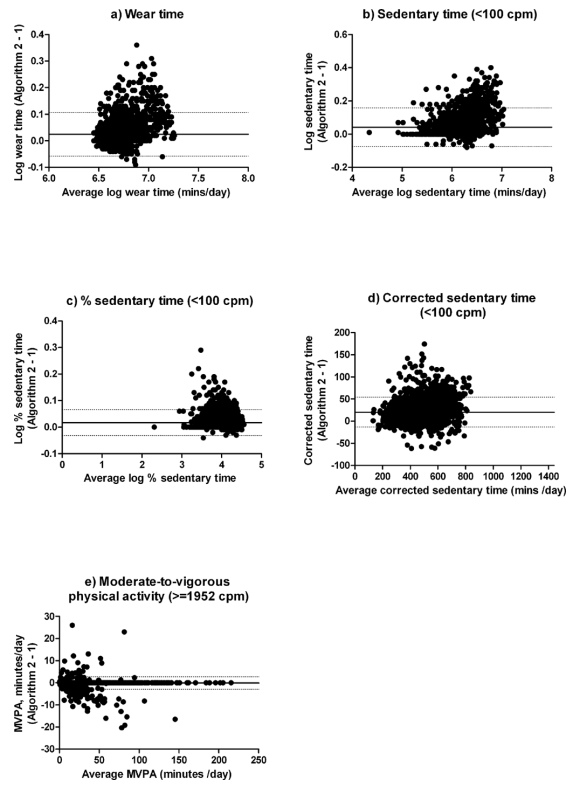 a) Wear time
Log wear time (Algorithm 2 - 1)
0.4
0.3
0.2
0.1
0.0
-0.1
6.0 6.5 7.0 7.5 8.0
Average log wear time (mins/day)
b) Sedentary time (<100 cpm)
Log sedentary time
(Algorithm 2 - 1)
0.6
0.4
0.2
0.0
-0.2
4 5 6 7 8
Average log sedentary time (mins/day)
c) % sedentary time (<100 cpm)
Log % sedentary time
(Algorithm 2 - 1)
0.4
0.3
0.2
0.1
0.0
-0.1
0 1 2 3 4 5
Average log % sedentary time
d) Corrected sedentary time
(<100 cpm)
Corrected sedentary time
(Algorithm 2 - 1)
200
150
100
50
0
-50
-100
0 200 400 600 800 1000 1200 1400
Average corrected sedentary time (mins /day)
e) Moderate-to-vigorous
physical activity (>=1952 cpm)
MVPA, minutes/day
(Algorithm 2 - 1)
30
20
10
0
-10
-20
-30
0 50 100 150 200 250
Average MVPA (minutes /day)